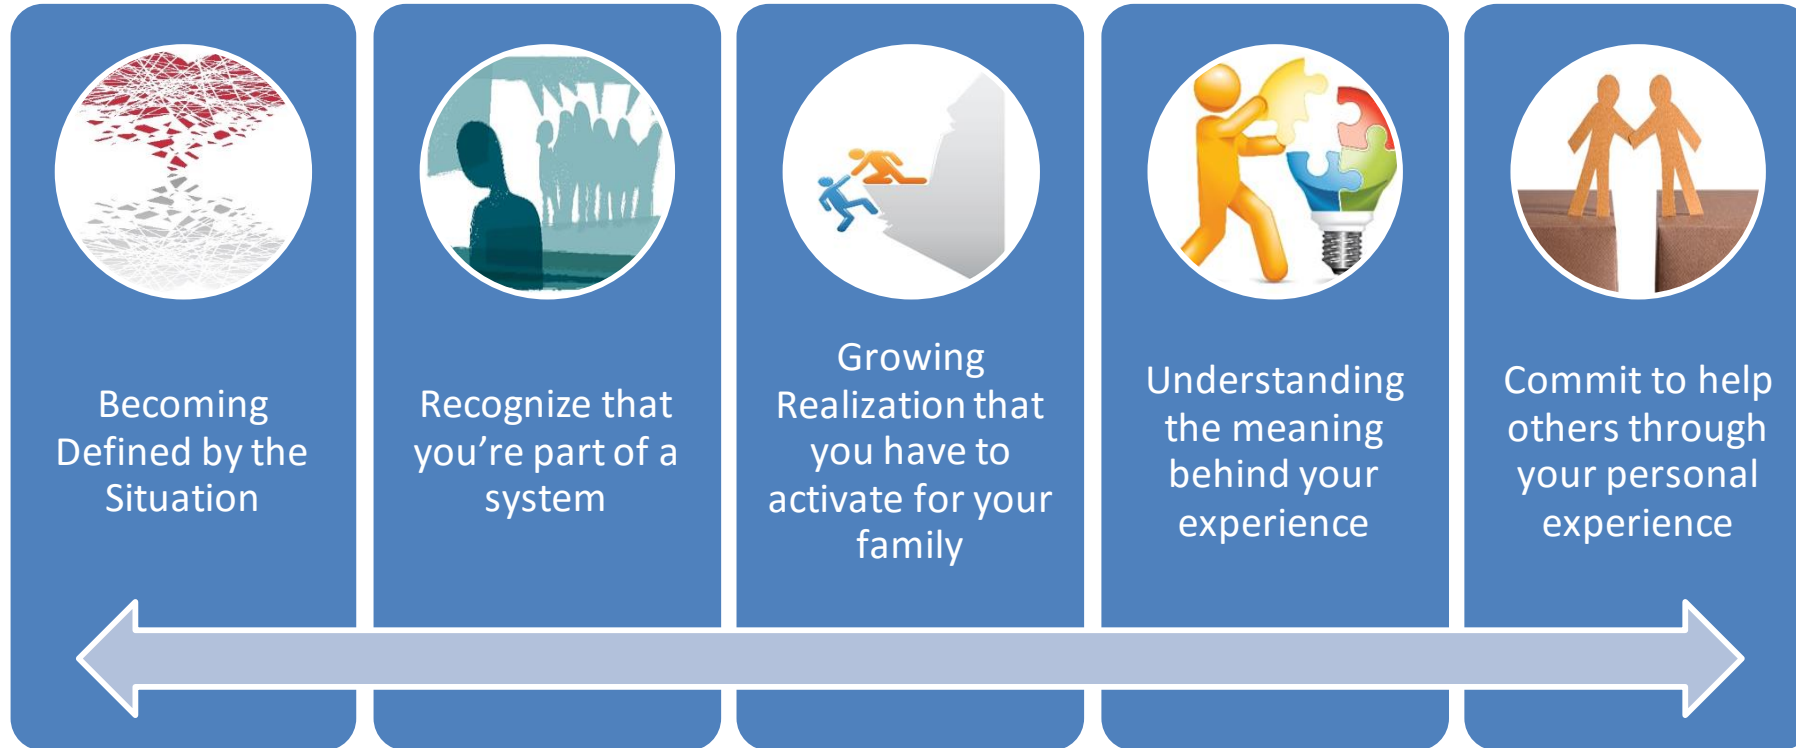 Becoming
Defined by the
Situation
Recognize that
you’re part of a
system
Growing
Realization that
you have to
activate for your
family
Understanding
the meaning
behind your
experience
Commit to help
others through
your personal
experience